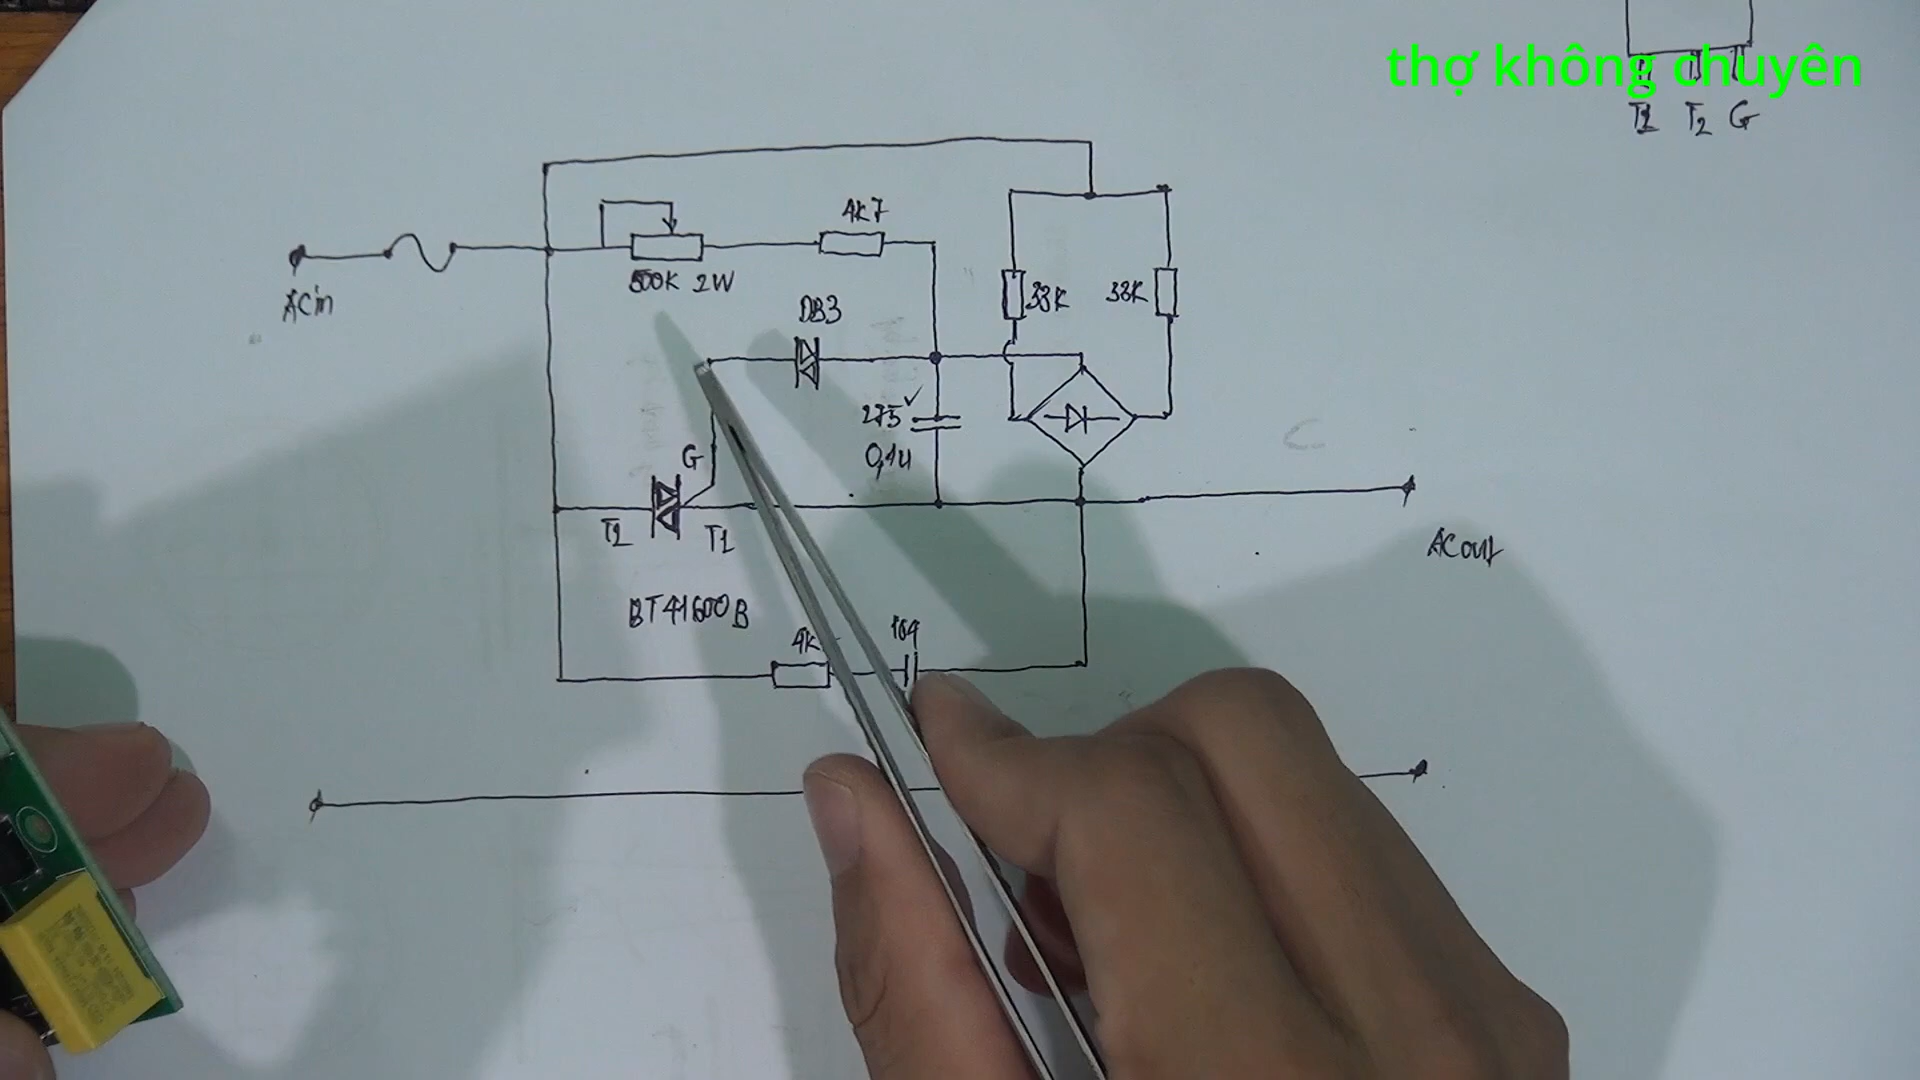 thợ không chuyên
T1 T2 G
4K7
ACin
500K 2W
33K
33K
DB3
275V
0,1u
G
T2
T1
ACout
BT41600B
4K
104